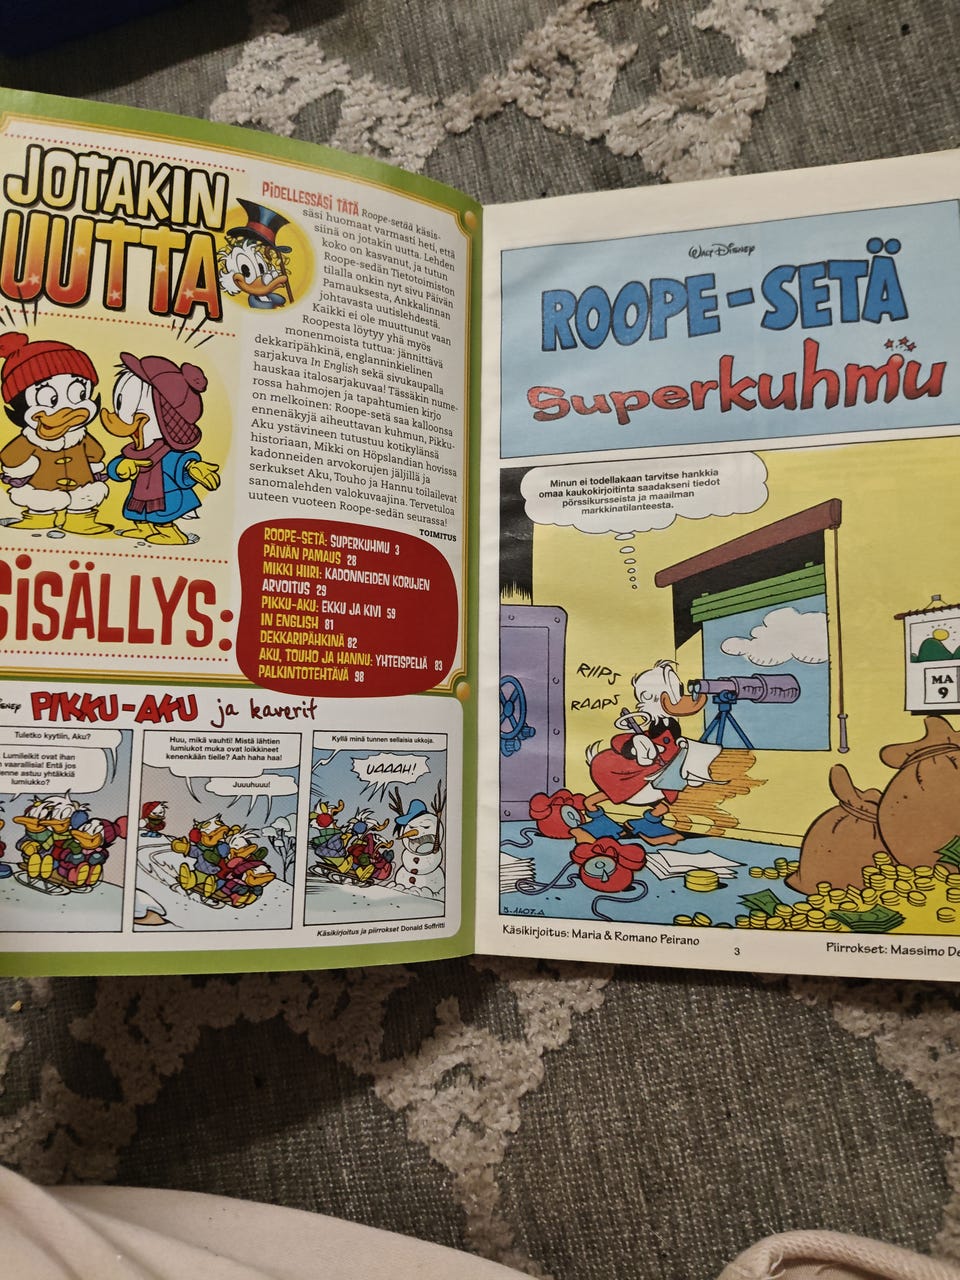 JOTAKIN
UUTTA
PIDELLESSÄSI TÄTÄ Roope-setää käsis-
säsi huomaat varmasti heti, että
siinä on jotakin uutta. Lehden
koko on kasvanut, ja tutun
Roope-sedän Tietotoimiston
tilalla onkin nyt sivu Päivän
Pamauksesta, Ankkalinnan
johtavasta uutislehdestä.
Kaikki ei ole muuttunut vaan
Roopesta löytyy yhä myös
monenmoista tuttua: jännittävä
dekkaripähkinä, englanninkielinen
sarjakuva In English sekä sivukaupalla
hauskaa italosarjakuvaa! Tässäkin nume-
rossa hahmojen ja tapahtumien kirjo
on melkoinen: Roope-setä saa kalloonsa
ennenäkyjä aiheuttavan kuhmun, Pikku-
Aku ystävineen tutustuu kotikylänsä
historiaan, Mikki on Höpslandian hovissa
kadonneiden arvokorujen jäljillä ja
serkukset Aku, Touho ja Hannu toilailevat
sanomalehden valokuvaajina. Tervetuloa
uuteen vuoteen Roope-sedän seurassa!
TOIMITUS
SISÄLLYS:
ROOPE-SETÄ: SUPERKUHMU 3
PÄIVÄN PAMAUS 28
MIKKI HIIRI: KADONNEIDEN KORUJEN
ARVOITUS 29
PIKKU-AKU: EKKU JA KIVI 59
IN ENGLISH 81
DEKKARIPÄHKINÄ 82
AKU, TOUHO JA HANNU: YHTEISPELIÄ 83
PALKINTOTEHTÄVÄ 98
PIKKU-AKU ja kaverit
Tuletko kyytiin, Aku?
Lumileikit ovat ihan
vaarallisia! Entä jos
enne astuu yhtäkkiä
lumiukko?
Huu, mikä vauhti! Mistä lähtien
lumiukot muka ovat loikkineet
kenenkään tielle? Aah haha haa!
Juuuhuuu!
Kyllä minä tunnen sellaisia ukkoja.
UAAAH!
Käsikirjoitus ja piirrokset Donald Soffritti
WALT DISNEY
ROOPE-SETÄ
Superkuhmu
Minun ei todellakaan tarvitse hankkia
omaa kaukokirjoitinta saadakseni tiedot
pörssikursseista ja maailman
markkinatilanteesta.
RIIPS
RAAPS
MA
9
Käsikirjoitus: Maria & Romano Peirano
3
Piirrokset: Massimo De